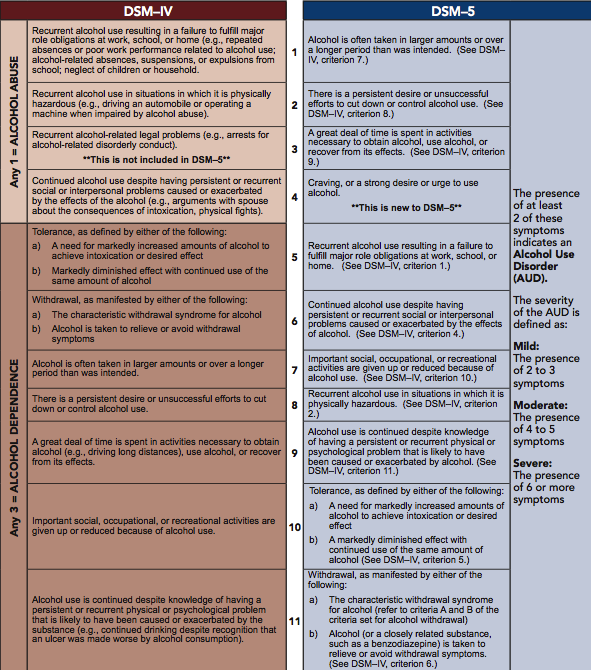 DSM–IV
DSM–5
Any 1 = ALCOHOL ABUSE
Recurrent alcohol use resulting in a failure to fulfill major
role obligations at work, school, or home (e.g., repeated
absences or poor work performance related to alcohol use;
alcohol-related absences, suspensions, or expulsions from
school; neglect of children or household.
1
Alcohol is often taken in larger amounts or over
a longer period than was intended. (See DSM–
IV, criterion 7.)
Recurrent alcohol use in situations in which it is physically
hazardous (e.g., driving an automobile or operating a
machine when impaired by alcohol abuse).
2
There is a persistent desire or unsuccessful
efforts to cut down or control alcohol use. (See
DSM–IV, criterion 8.)
Recurrent alcohol-related legal problems (e.g., arrests for
alcohol-related disorderly conduct).
**This is not included in DSM–5**
3
A great deal of time is spent in activities
necessary to obtain alcohol, use alcohol, or
recover from its effects. (See DSM–IV, criterion
9.)
Continued alcohol use despite having persistent or recurrent
social or interpersonal problems caused or exacerbated
by the effects of the alcohol (e.g., arguments with spouse
about the consequences of intoxication, physical fights).
4
Craving, or a strong desire or urge to use
alcohol.
**This is new to DSM–5**
Any 3 = ALCOHOL DEPENDENCE
Tolerance, as defined by either of the following:
a) A need for markedly increased amounts of alcohol to
achieve intoxication or desired effect
b) Markedly diminished effect with continued use of the
same amount of alcohol
5
Recurrent alcohol use resulting in a failure to
fulfill major role obligations at work, school, or
home. (See DSM–IV, criterion 1.)
Withdrawal, as manifested by either of the following:
a) The characteristic withdrawal syndrome for alcohol
b) Alcohol is taken to relieve or avoid withdrawal
symptoms
6
Continued alcohol use despite having
persistent or recurrent social or interpersonal
problems caused or exacerbated by the effects
of alcohol. (See DSM–IV, criterion 4.)
Alcohol is often taken in larger amounts or over a longer
period than was intended.
7
Important social, occupational, or recreational
activities are given up or reduced because of
alcohol use. (See DSM–IV, criterion 10.)
There is a persistent desire or unsuccessful efforts to cut
down or control alcohol use.
8
Recurrent alcohol use in situations in which it is
physically hazardous. (See DSM–IV, criterion
2.)
A great deal of time is spent in activities necessary to obtain
alcohol (e.g., driving long distances), use alcohol, or recover
from its effects.
9
Alcohol use is continued despite knowledge
of having a persistent or recurrent physical or
psychological problem that is likely to have
been caused or exacerbated by alcohol. (See
DSM–IV, criterion 11.)
Important social, occupational, or recreational activities are
given up or reduced because of alcohol use.
10
Tolerance, as defined by either of the following:
a) A need for markedly increased amounts of
alcohol to achieve intoxication or desired
effect
b) A markedly diminished effect with
continued use of the same amount of
alcohol (See DSM–IV, criterion 5.)
Alcohol use is continued despite knowledge of having a
persistent or recurrent physical or psychological problem
that is likely to have been caused or exacerbated by the
substance (e.g., continued drinking despite recognition that
an ulcer was made worse by alcohol consumption).
11
Withdrawal, as manifested by either of the
following:
a) The characteristic withdrawal syndrome
for alcohol (refer to criteria A and B of the
criteria set for alcohol withdrawal)
b) Alcohol (or a closely related substance,
such as a benzodiazepine) is taken to
relieve or avoid withdrawal symptoms.
(See DSM–IV, criterion 6.)
The presence
of at least
2 of these
symptoms
indicates an
Alcohol Use
Disorder
(AUD).
The severity
of the AUD is
defined as:
Mild:
The presence
of 2 to 3
symptoms
Moderate:
The presence
of 4 to 5
symptoms
Severe:
The presence
of 6 or more
symptoms